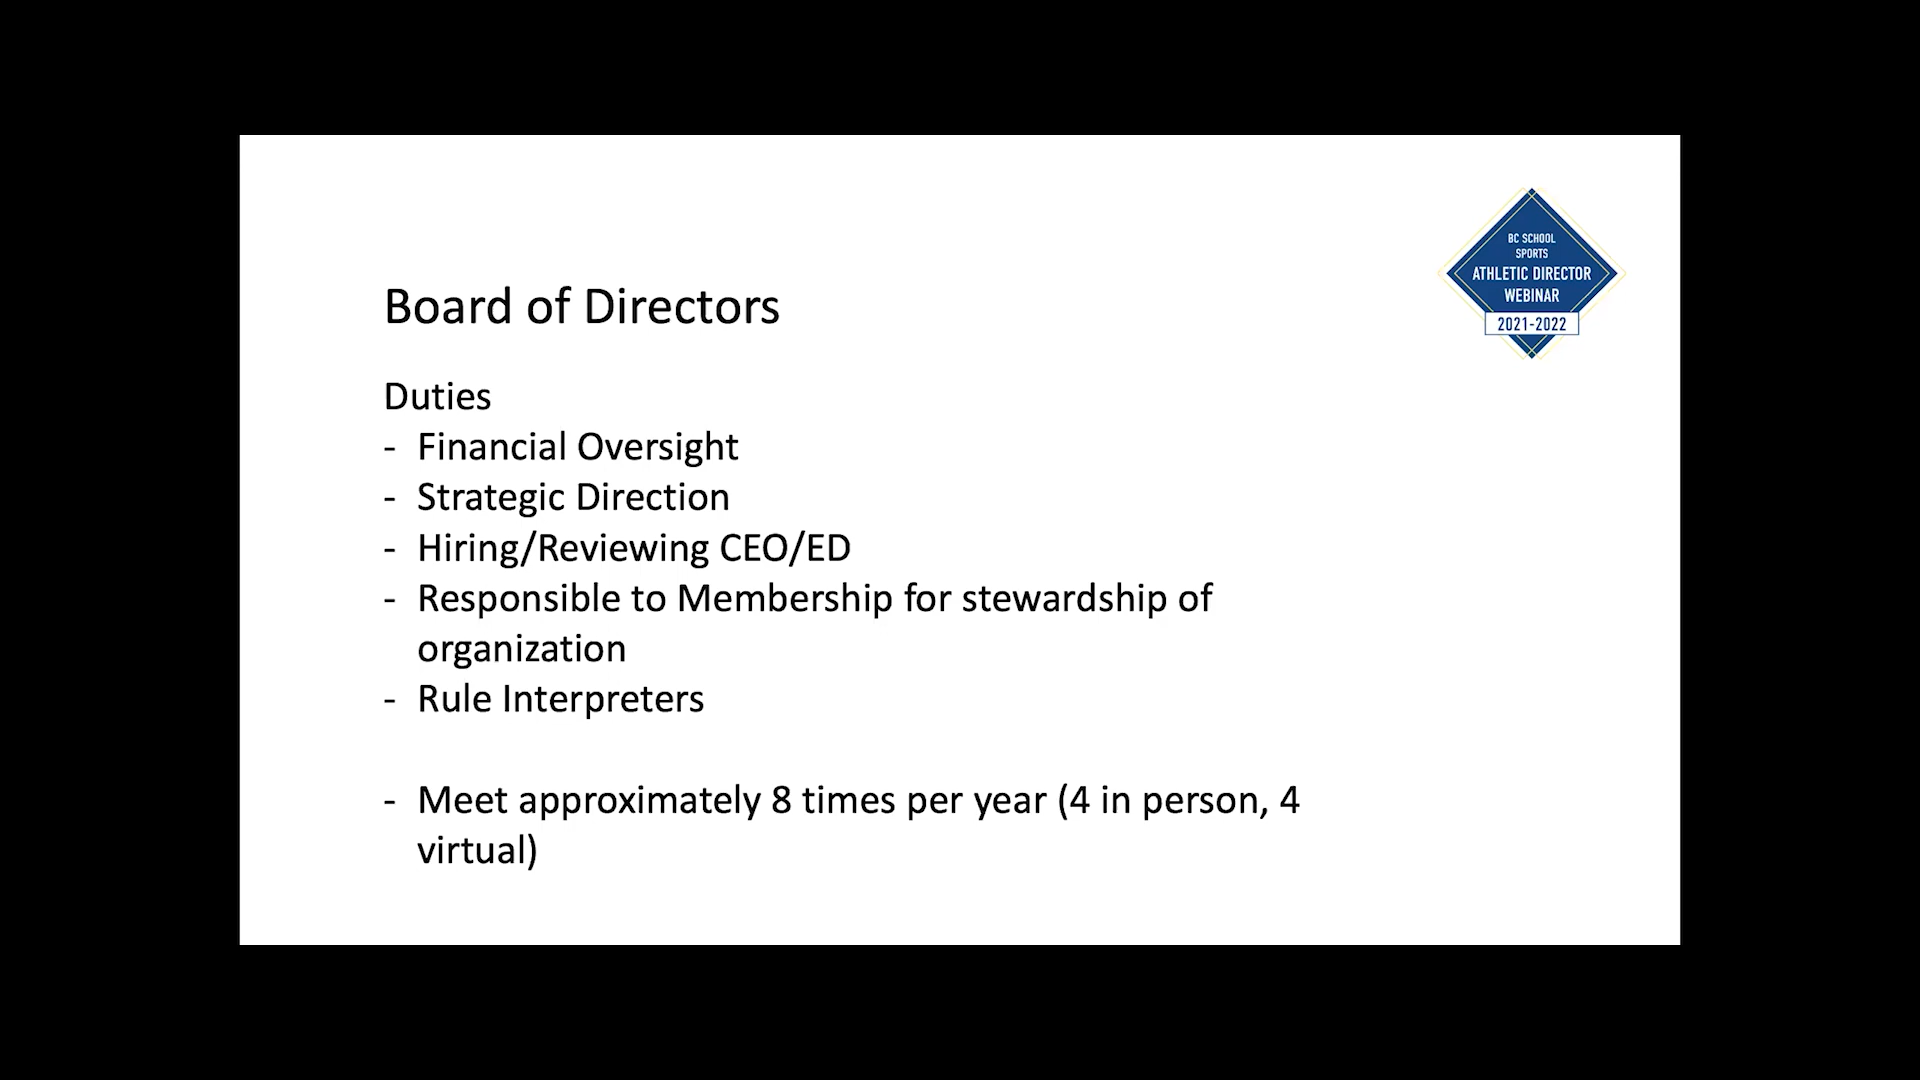 BC SCHOOL
SPORTS
ATHLETIC DIRECTOR
WEBINAR
2021-2022
Board of Directors
Duties
- Financial Oversight
- Strategic Direction
- Hiring/Reviewing CEO/ED
- Responsible to Membership for stewardship of
organization
- Rule Interpreters
- Meet approximately 8 times per year (4 in person, 4
virtual)